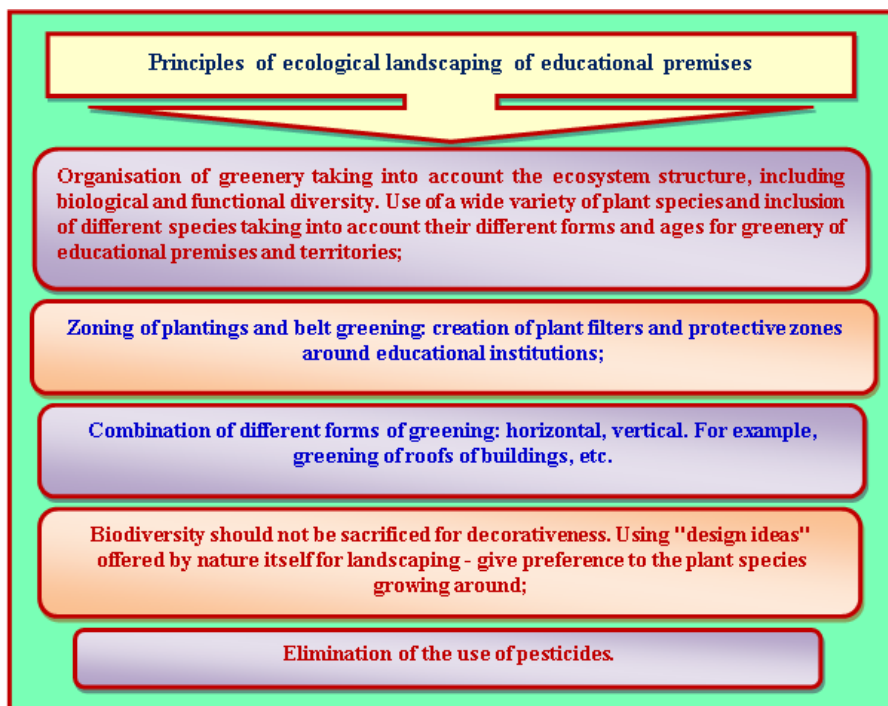 Principles of ecological landscaping of educational premises
Organisation of greenery taking into account the ecosystem structure, including
biological and functional diversity. Use of a wide variety of plant species and inclusion
of different species taking into account their different forms and ages for greenery of
educational premises and territories;
Zoning of plantings and belt greening: creation of plant filters and protective zones
around educational institutions;
Combination of different forms of greening: horizontal, vertical. For example,
greening of roofs of buildings, etc.
Biodiversity should not be sacrificed for decorativeness. Using "design ideas"
offered by nature itself for landscaping - give preference to the plant species
growing around;
Elimination of the use of pesticides.